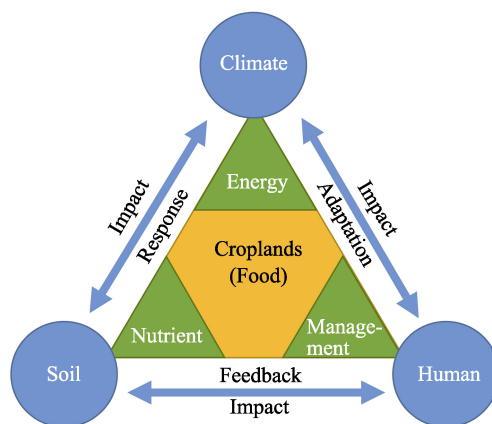 Climate
Energy
Impact
Response
Impact
Adaptation
Croplands
(Food)
Nutrient
Manage-
ment
Soil
Feedback
Impact
Human